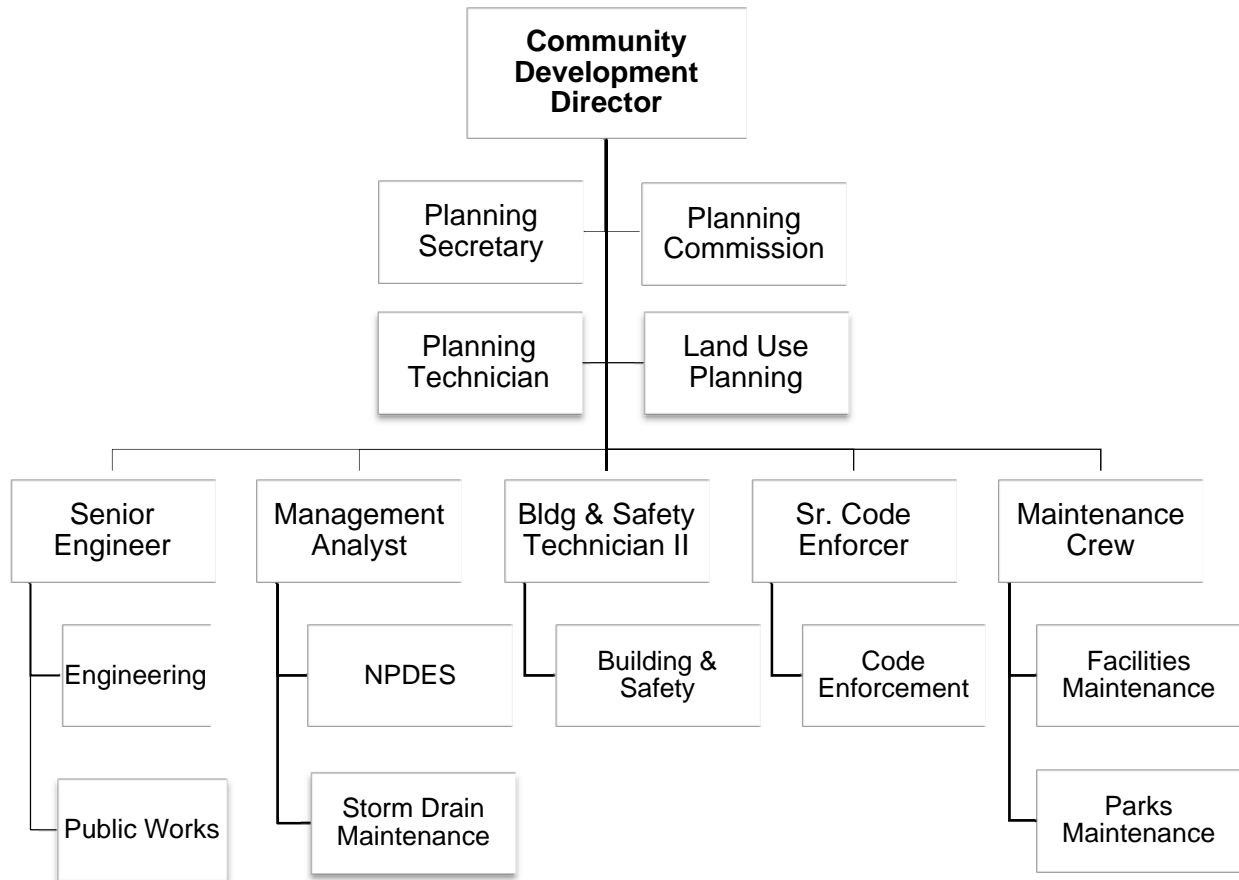 Community
Development
Director
Planning
Secretary
Planning
Commission
Planning
Technician
Land Use
Planning
Senior
Engineer
Management
Analyst
Bldg & Safety
Technician II
Sr. Code
Enforcer
Maintenance
Crew
Engineering
NPDES
Building &
Safety
Code
Enforcement
Facilities
Maintenance
Public Works
Storm Drain
Maintenance
Parks
Maintenance